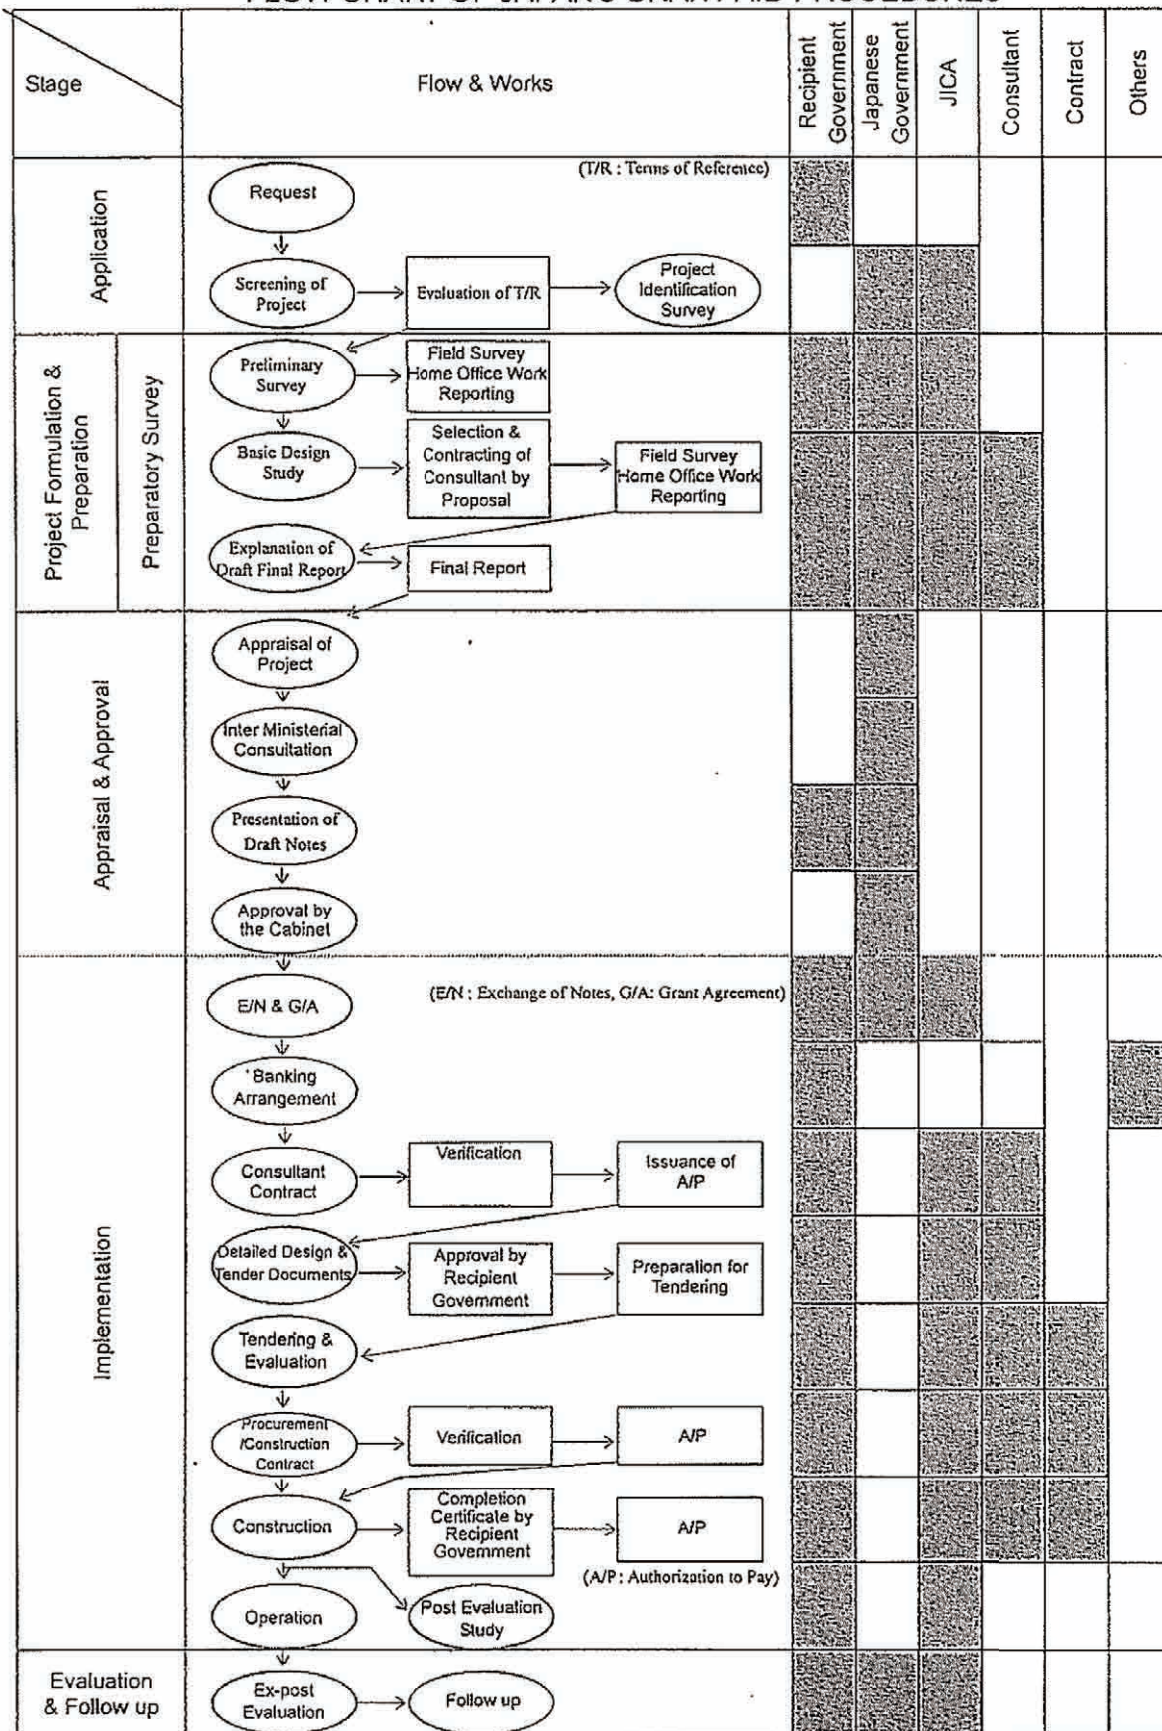 Stage
Flow & Works
Recipient
Government
Japanese
Government
JICA
Consultant
Contract
Others
Application
(T/R : Terms of Reference)
Request
Screening of
Project
Evaluation of T/R
Project
Identification
Survey
Project Formulation &
Preparation
Preparatory Survey
Preliminary
Survey
Field Survey
Home Office Work
Reporting
Basic Design
Study
Selection &
Contracting of
Consultant by
Proposal
Field Survey
Home Office Work
Reporting
Explanation of
Draft Final Report
Final Report
Appraisal & Approval
Appraisal of
Project
Inter Ministerial
Consultation
Presentation of
Draft Notes
Approval by
the Cabinet
Implementation
E/N & G/A
(E/N : Exchange of Notes, G/A: Grant Agreement)
Banking
Arrangement
Consultant
Contract
Verification
Issuance of
A/P
Detailed Design &
Tender Documents
Approval by
Recipient
Government
Preparation for
Tendering
Tendering &
Evaluation
Procurement
/Construction
Contract
Verification
A/P
Construction
Completion
Certificate by
Recipient
Government
A/P
(A/P : Authorization to Pay)
Operation
Post Evaluation
Study
Evaluation
& Follow up
Ex-post
Evaluation
Follow up